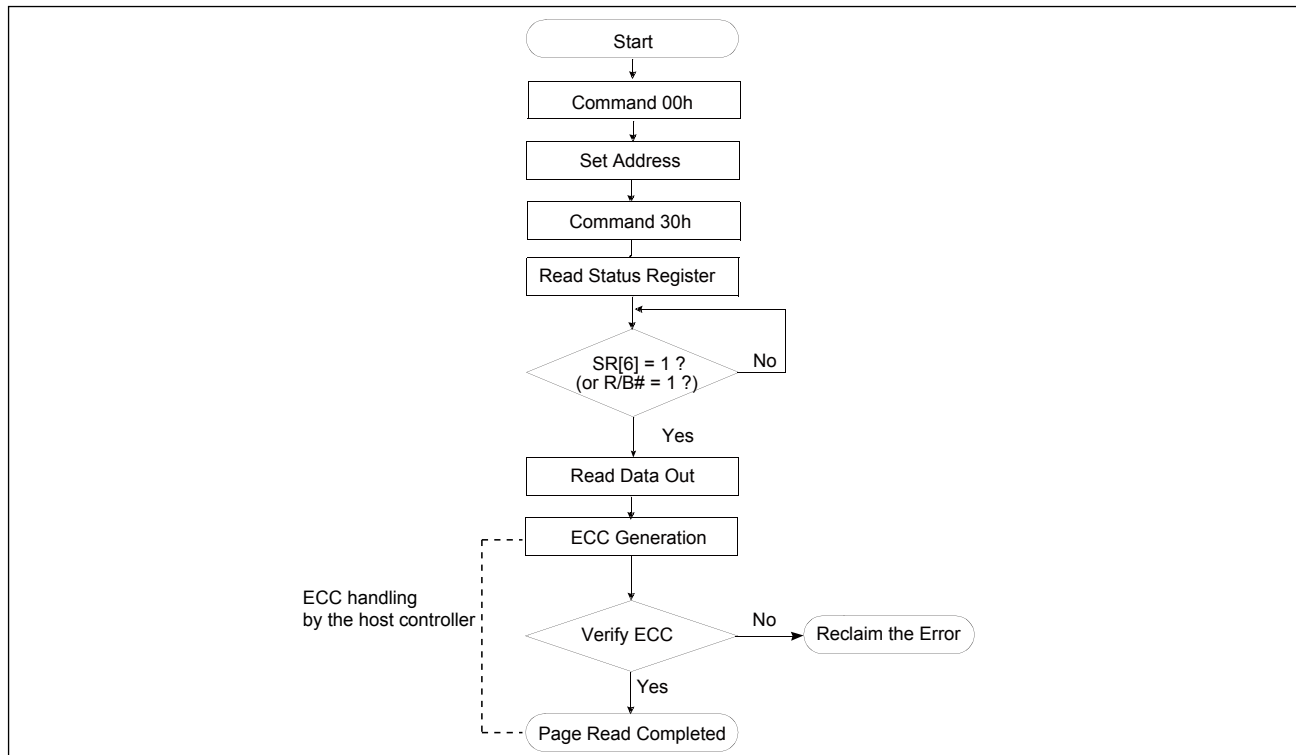 Start
Command 00h
Set Address
Command 30h
Read Status Register
SR[6] = 1 ?
(or R/B# = 1 ?)
No
Yes
Read Data Out
ECC Generation
ECC handling
by the host controller
Verify ECC
No
Reclaim the Error
Yes
Page Read Completed